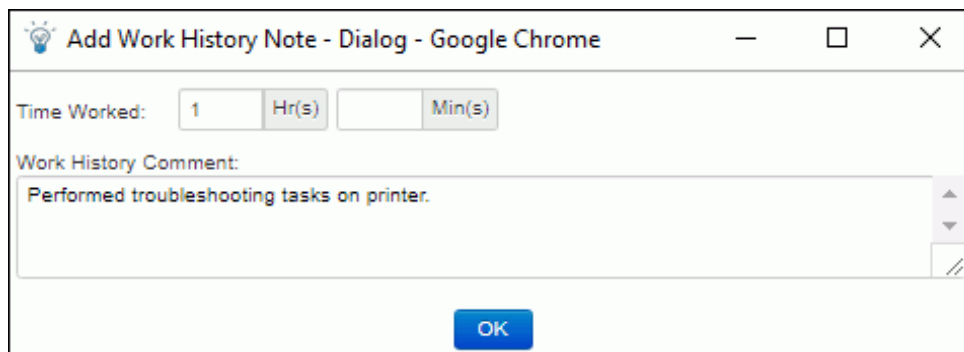 Add Work History Note - Dialog - Google Chrome
Time Worked: 1 Hr(s) Min(s)
Work History Comment:
Performed troubleshooting tasks on printer.
OK